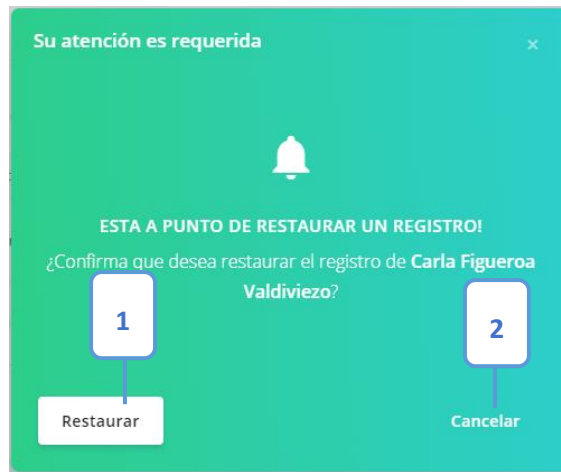 Su atención es requerida ×
ESTA A PUNTO DE RESTAURAR UN REGISTRO!
¿Confirma que desea restaurar el registro de Carla Figueroa
Valdiviezo?
1
2
Restaurar
Cancelar